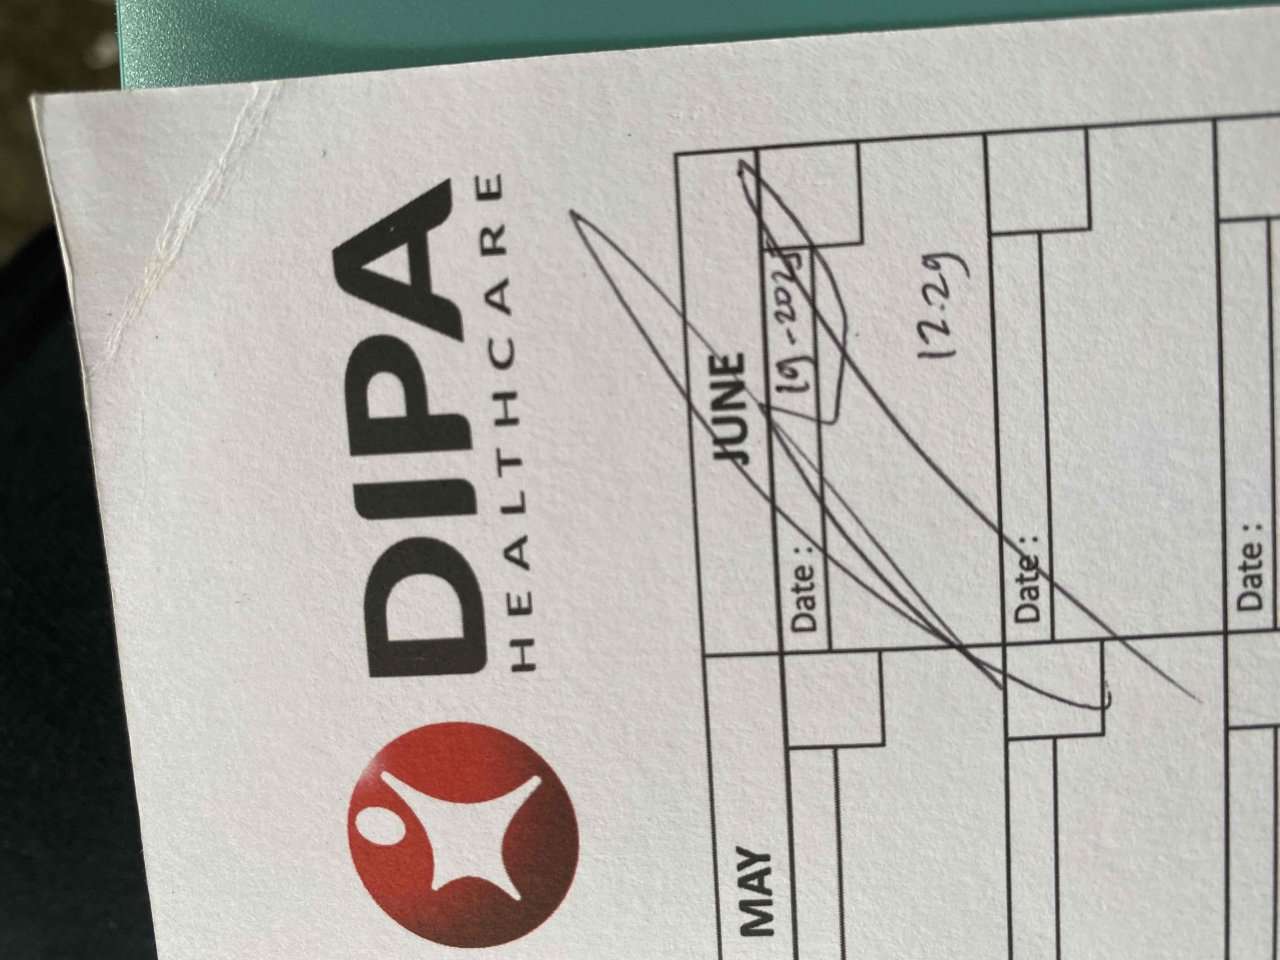 DIPA
HEALTHCARE
MAY
JUNE
Date : 19-2025
12.29
Date :
Date :